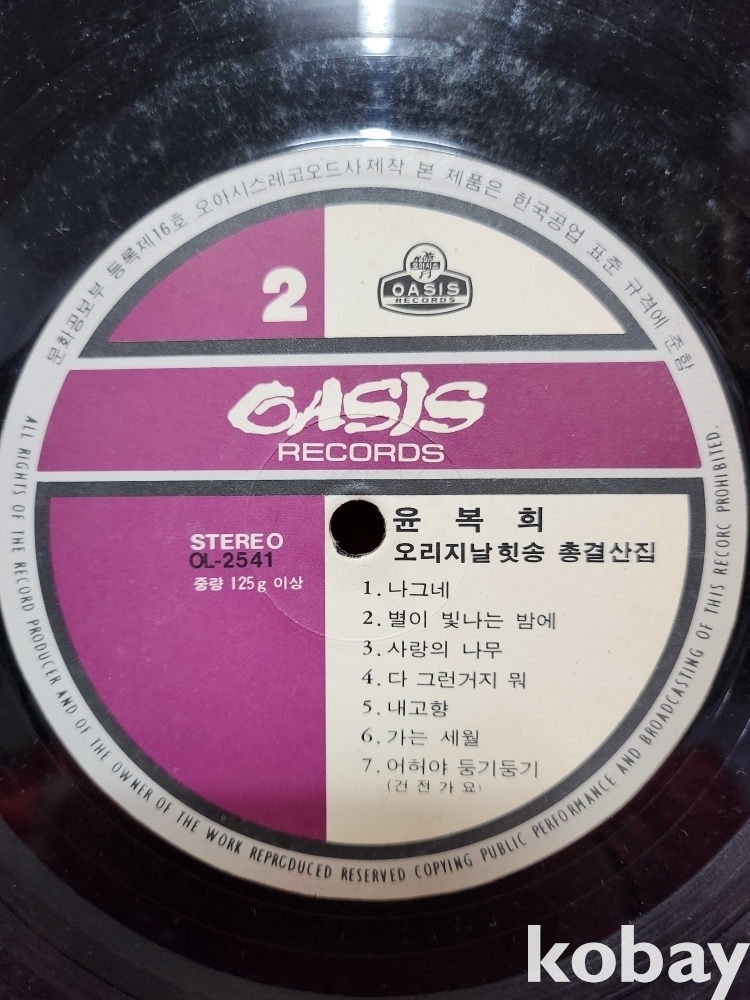 문화공보부 등록제16호 오아시스레코오드사제작 본 제품은 한국공업 표준 규격에 준함
2
오아시스
OASIS
RECORDS
OASIS
RECORDS
STEREO
OL-2541
중량 125g 이상
윤 복 희
오리지날힛송 총결산집
1. 나그네
2. 별이 빛나는 밤에
3. 사랑의 나무
4. 다 그런거지 뭐
5. 내고향
6. 가는 세월
7. 어허야 둥기둥기
(건전가요)
ALL RIGHTS OF THE RECORD PRODUCER AND OF THE OWNER OF THE WORK REPRCDUCED RESERVED COPYING PUBLIC PERFORMANCE AND BROADCASTING OF THIS RECORC PROHIBITED.
kobay